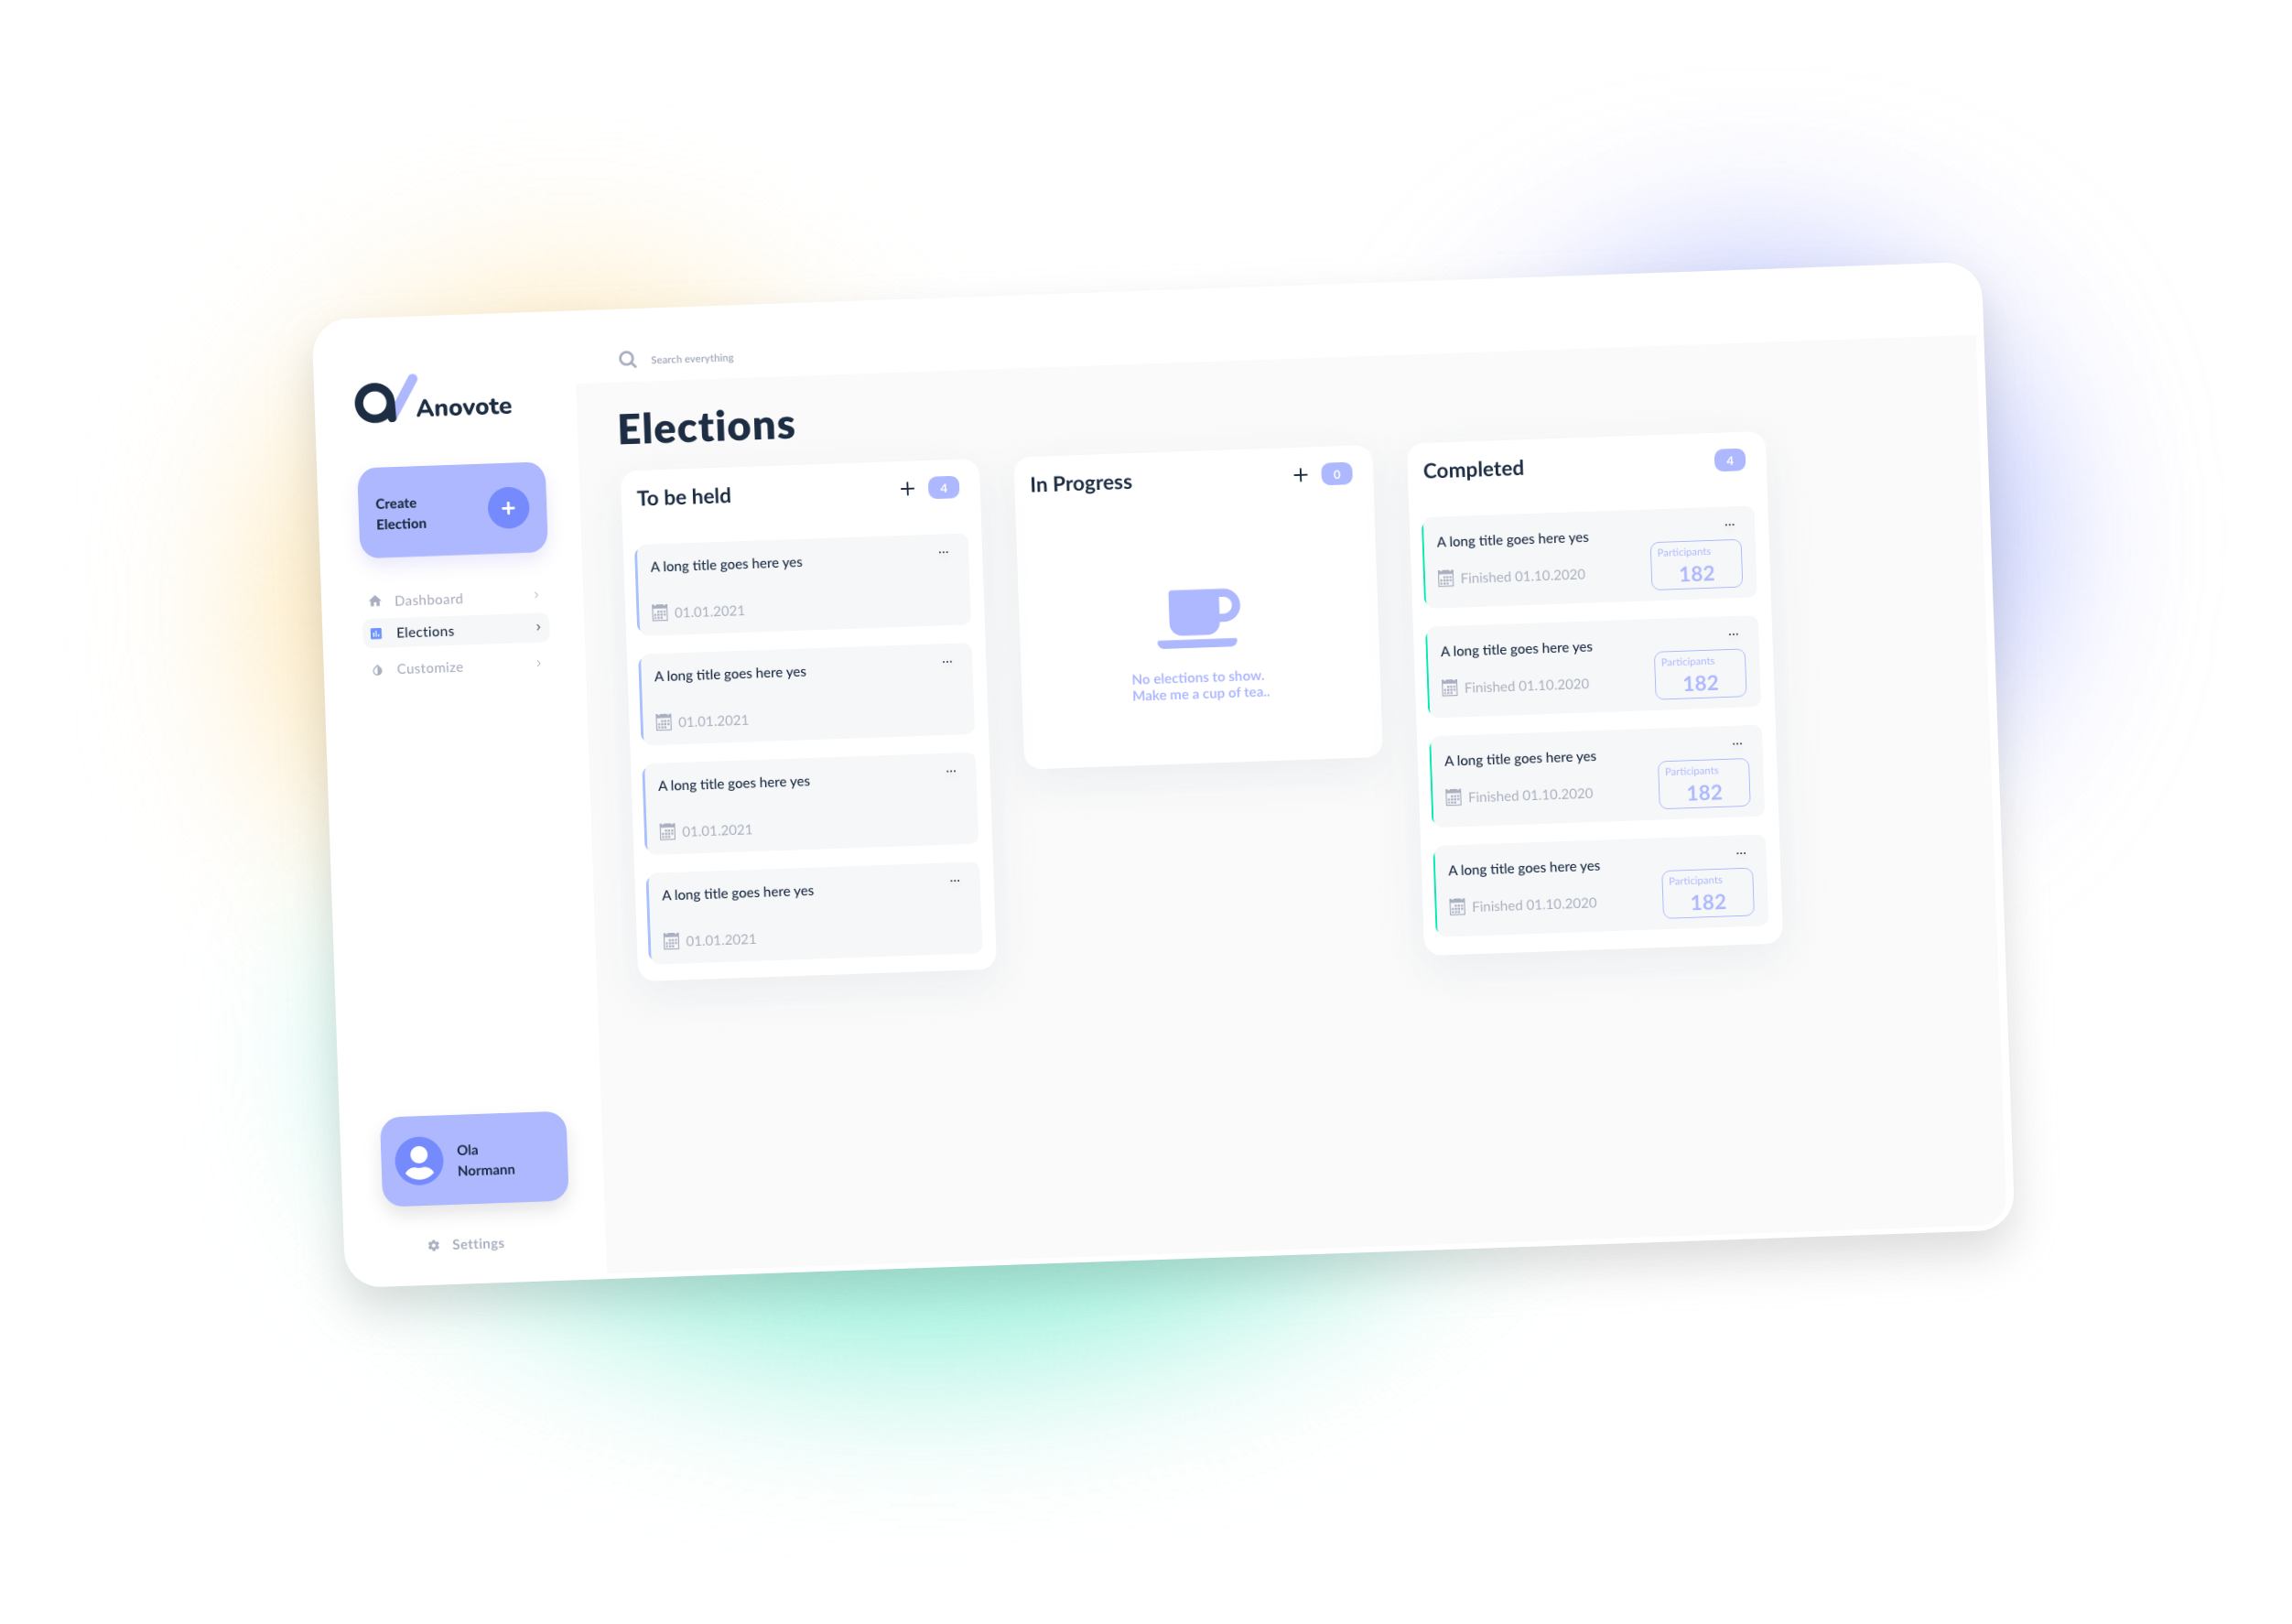 Search everything
Anovote
Create
Election
Dashboard
Elections
Customize
Ola
Normann
Settings
Elections
To be held
4
A long title goes here yes
...
01.01.2021
A long title goes here yes
...
01.01.2021
A long title goes here yes
...
01.01.2021
A long title goes here yes
...
01.01.2021
In Progress
0
No elections to show.
Make me a cup of tea..
Completed
4
A long title goes here yes
...
Finished 01.10.2020
Participants
182
A long title goes here yes
...
Finished 01.10.2020
Participants
182
A long title goes here yes
...
Finished 01.10.2020
Participants
182
A long title goes here yes
...
Finished 01.10.2020
Participants
182